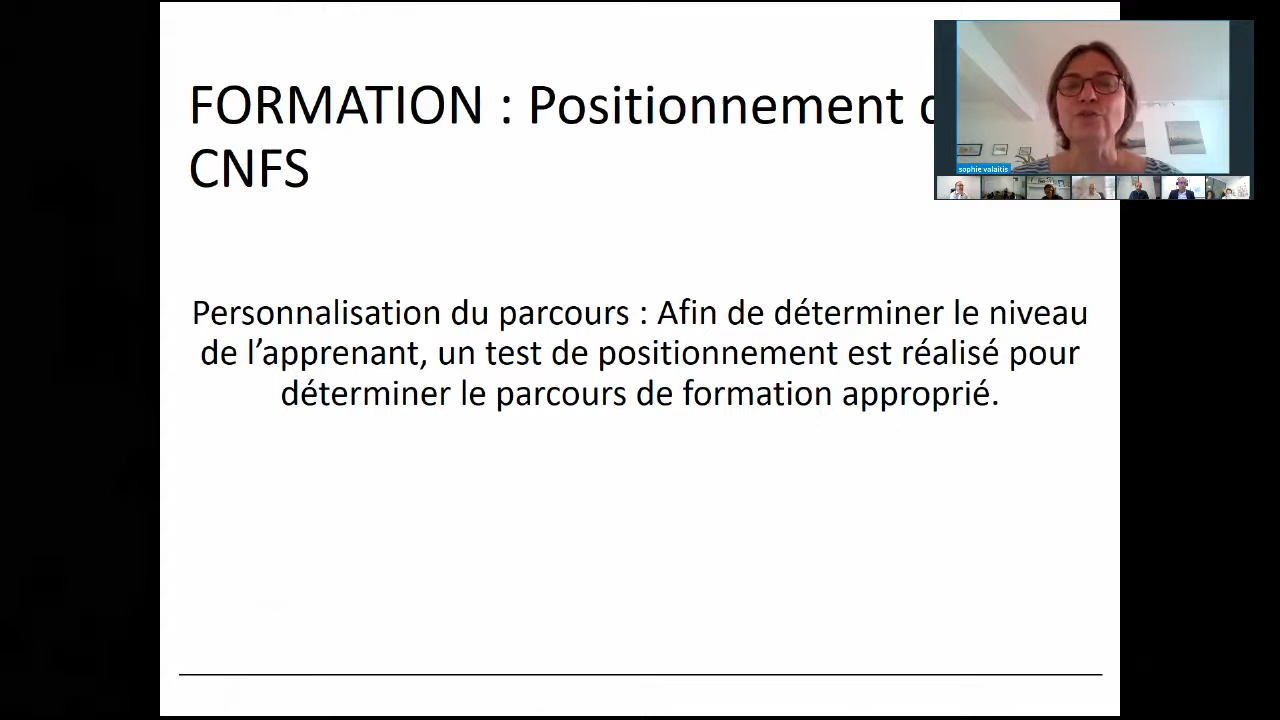 FORMATION : Positionnement
CNFS
sophie valaitis
Personnalisation du parcours : Afin de déterminer le niveau
de l’apprenant, un test de positionnement est réalisé pour
déterminer le parcours de formation approprié.